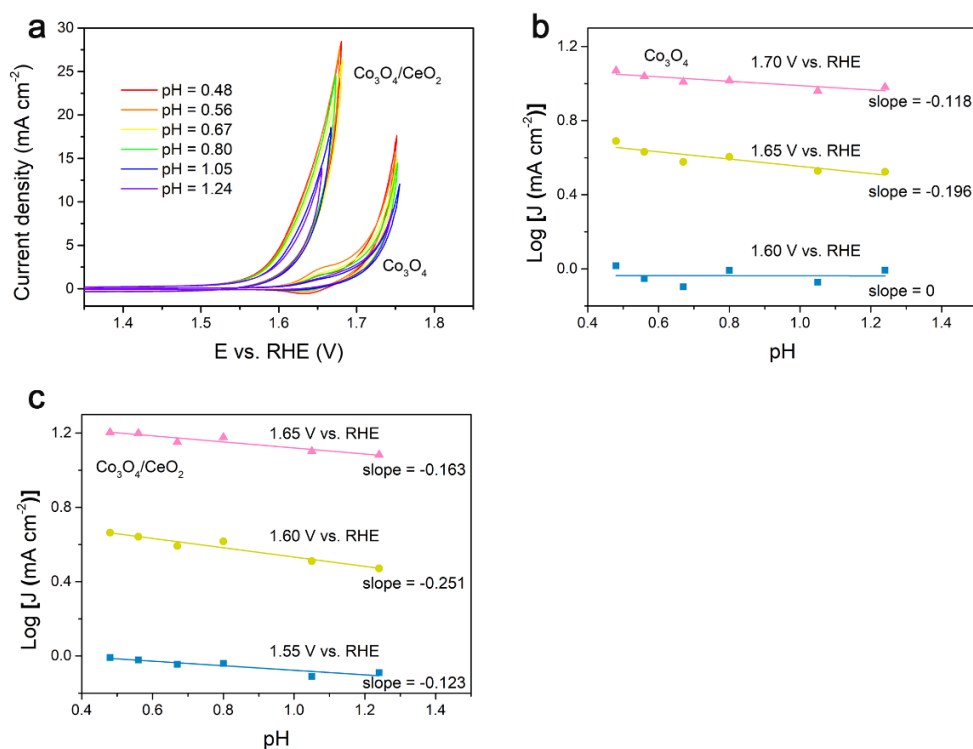 a
Current density (mA cm⁻²)
30
25
20
15
10
5
0
pH = 0.48
pH = 0.56
pH = 0.67
pH = 0.80
pH = 1.05
pH = 1.24
Co₃O₄/CeO₂
Co₃O₄
1.4
1.5
1.6
1.7
1.8
E vs. RHE (V)
b
Log [J (mA cm⁻²)]
1.2
0.8
0.4
0.0
Co₃O₄
1.70 V vs. RHE
slope = -0.118
1.65 V vs. RHE
slope = -0.196
1.60 V vs. RHE
slope = 0
0.4
0.6
0.8
1.0
1.2
1.4
pH
c
Log [J (mA cm⁻²)]
1.2
0.8
0.4
0.0
1.65 V vs. RHE
Co₃O₄/CeO₂
slope = -0.163
1.60 V vs. RHE
slope = -0.251
1.55 V vs. RHE
slope = -0.123
0.4
0.6
0.8
1.0
1.2
1.4
pH